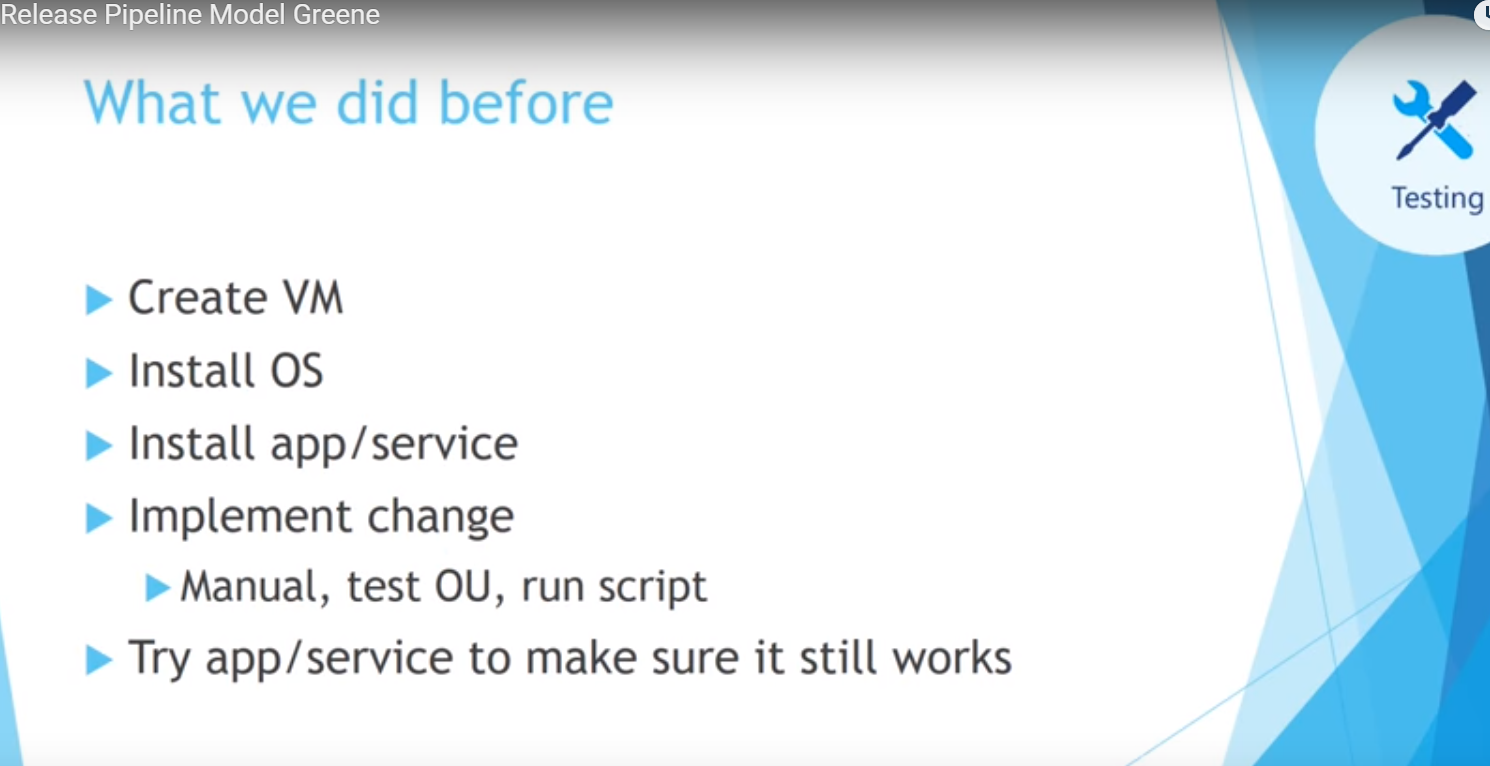 Release Pipeline Model Greene
What we did before
Testing
Create VM
Install OS
Install app/service
Implement change
Manual, test OU, run script
Try app/service to make sure it still works